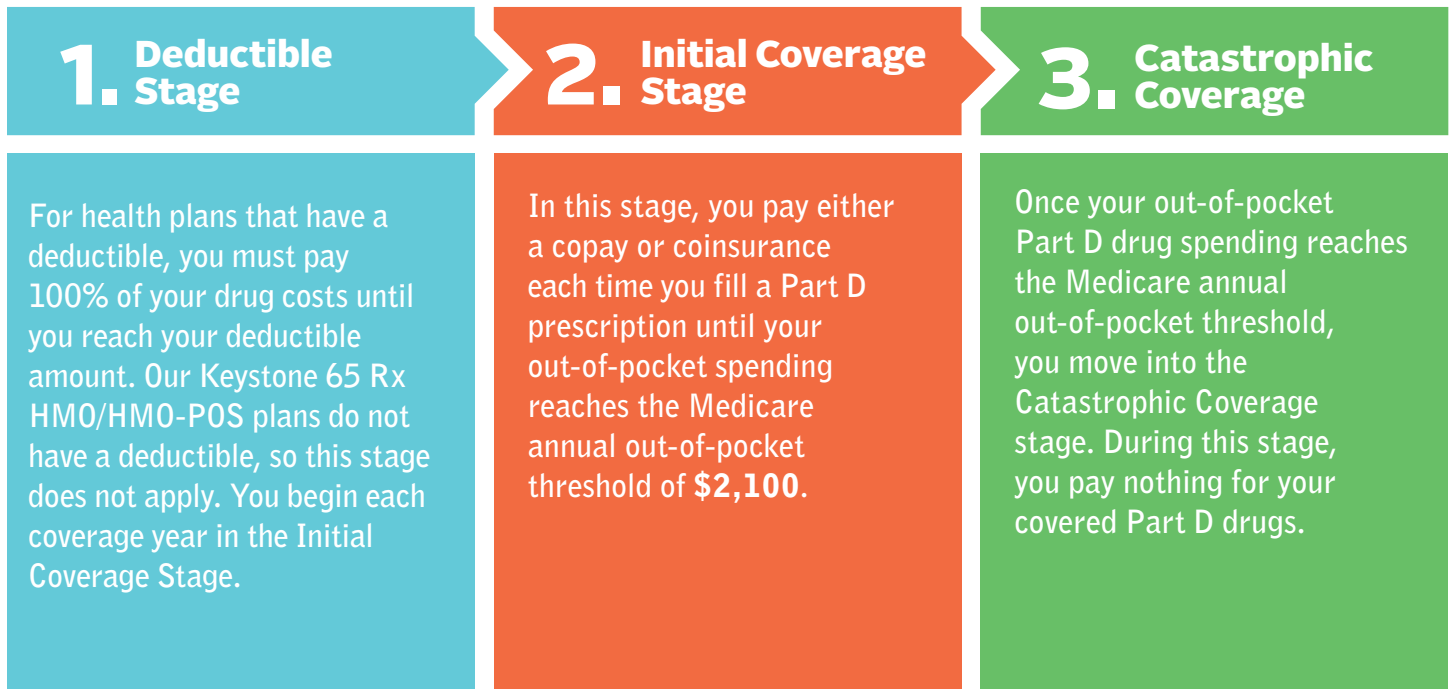 1. Deductible
Stage
For health plans that have a
deductible, you must pay
100% of your drug costs until
you reach your deductible
amount. Our Keystone 65 Rx
HMO/HMO-POS plans do not
have a deductible, so this stage
does not apply. You begin each
coverage year in the Initial
Coverage Stage.
2. Initial Coverage
Stage
In this stage, you pay either
a copay or coinsurance
each time you fill a Part D
prescription until your
out-of-pocket spending
reaches the Medicare
annual out-of-pocket
threshold of $2,100.
3. Catastrophic
Coverage
Once your out-of-pocket
Part D drug spending reaches
the Medicare annual
out-of-pocket threshold,
you move into the
Catastrophic Coverage
stage. During this stage,
you pay nothing for your
covered Part D drugs.